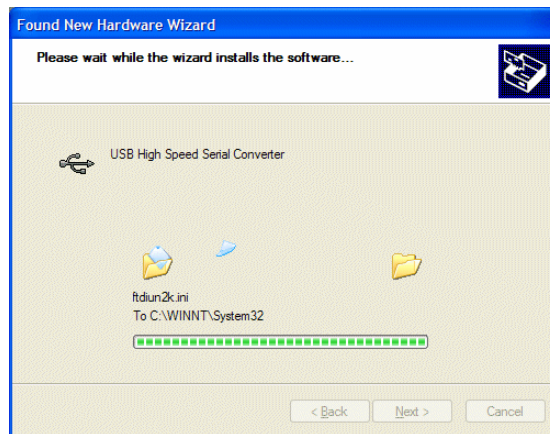 Found New Hardware Wizard
Please wait while the wizard installs the software...
USB High Speed Serial Converter
ftdiun2k.ini
To C:\WINNT\System32
< Back Next > Cancel